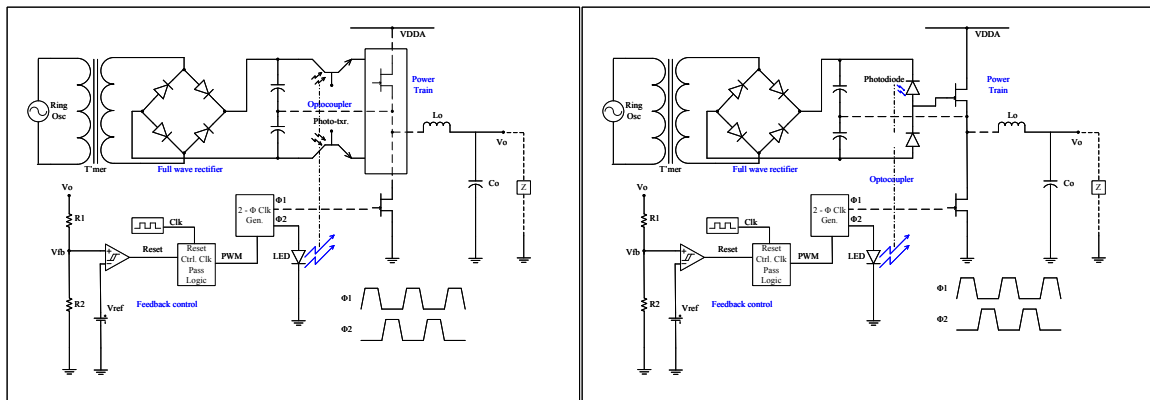 VDDA
Power
Train
Optocoupler
Ring
Osc
Photo-txr.
Lo
Vo
T'mer
Full wave rectifier
Co
Z
Vo
R1
Clk
2 - Φ Clk
Gen.
Φ1
Φ2
Vfb
Reset
Reset
Ctrl. Clk
Pass
Logic
PWM
LED
R2
Vref
Feedback control
Φ1
Φ2
VDDA
Photodiode
Power
Train
Ring
Osc
Lo
Vo
T'mer
Full wave rectifier
Optocoupler
Co
Z
Vo
R1
Clk
2 - Φ Clk
Gen.
Φ1
Φ2
Vfb
Reset
Reset
Ctrl. Clk
Pass
Logic
PWM
LED
R2
Vref
Feedback control
Φ1
Φ2